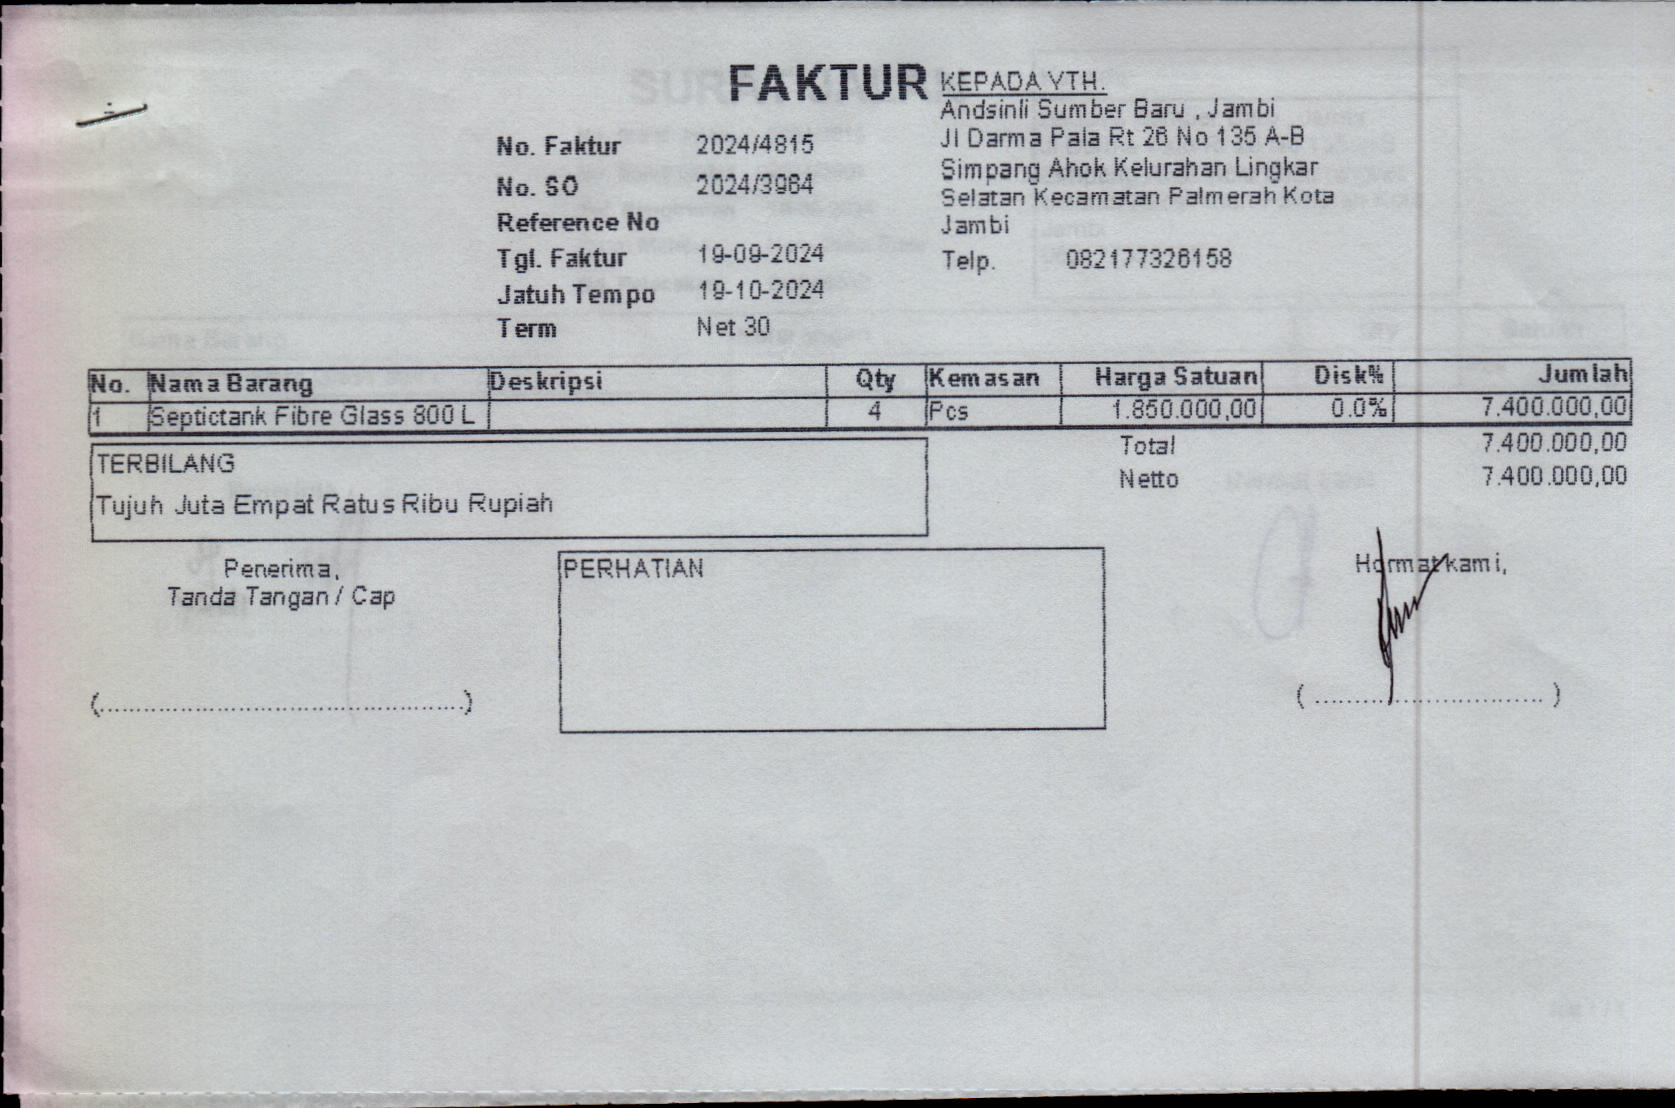 FAKTUR
KEPADA YTH.
Andsinli Sumber Baru , Jambi
Jl Darma Pala Rt 26 No 135 A-B
Simpang Ahok Kelurahan Lingkar
Selatan Kecamatan Palmerah Kota
Jambi
Telp. 082177326158
No. Faktur 2024/4815
No. SO 2024/3964
Reference No
Tgl. Faktur 19-09-2024
Jatuh Tempo 19-10-2024
Term Net 30
No. Nama Barang Deskripsi Qty Kemasan Harga Satuan Disk% Jumlah
1 Septictank Fibre Glass 800 L 4 Pcs 1.850.000,00 0.0% 7.400.000,00
Total 7.400.000,00
Netto 7.400.000,00
TERBILANG
Tujuh Juta Empat Ratus Ribu Rupiah
Penerima,
Tanda Tangan / Cap
(..............................................)
PERHATIAN
Hormat kami,
( ............................. )